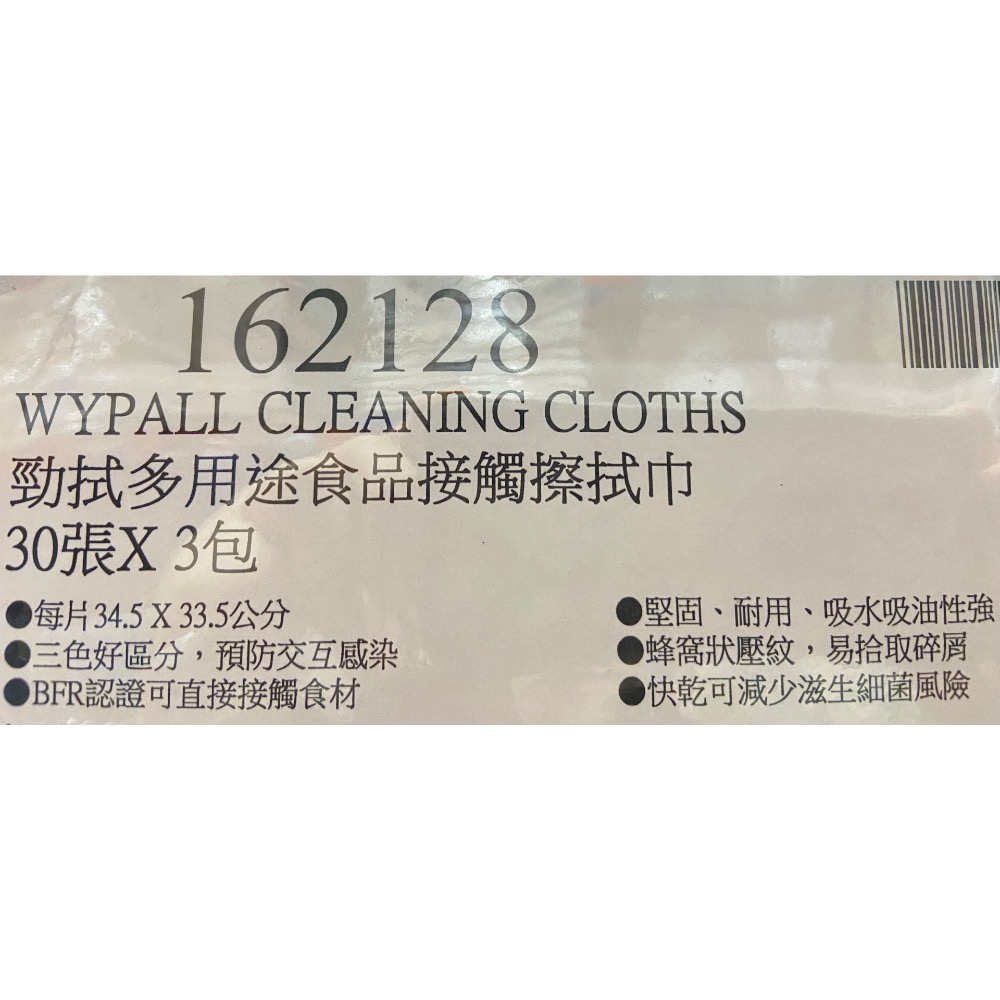 162128
WYPALL CLEANING CLOTHS
勁拭多用途食品接觸擦拭巾
30張X 3包
●每片34.5 X 33.5公分
●三色好區分，預防交互感染
●BFR認證可直接接觸食材
●堅固、耐用、吸水吸油性強
●蜂窩狀壓紋，易拾取碎屑
●快乾可減少滋生細菌風險